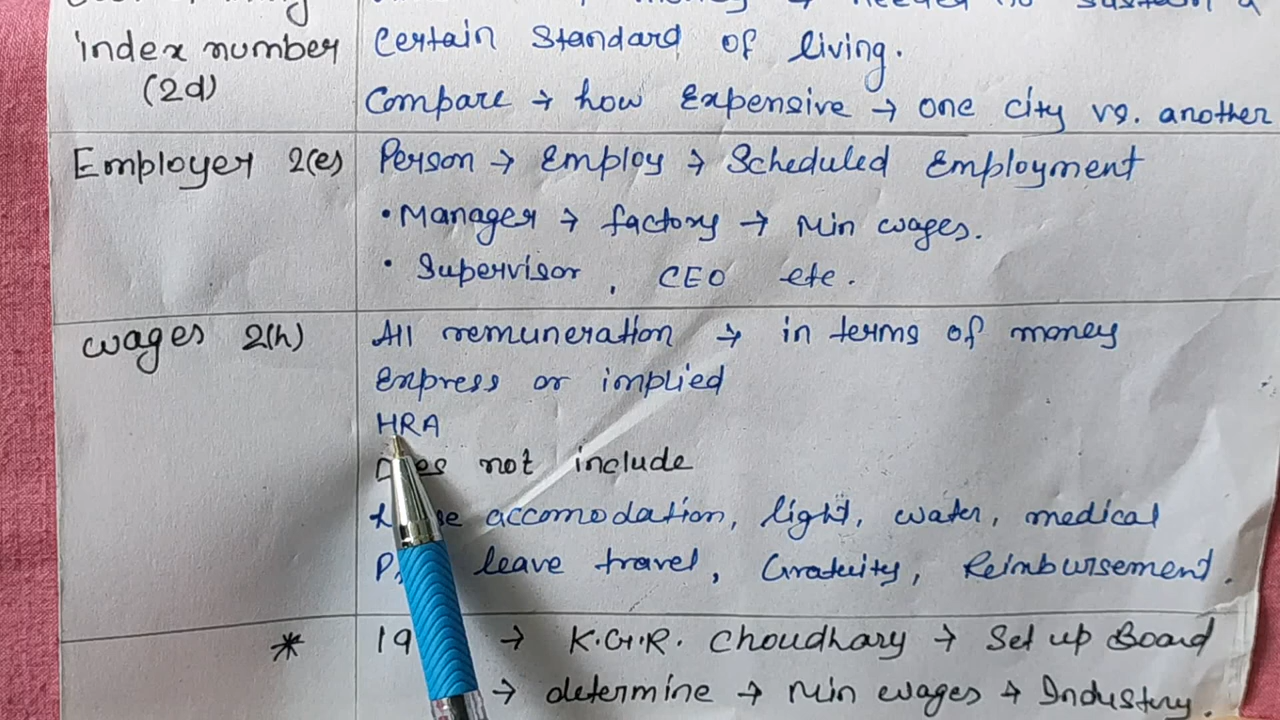 index number
(2d)
Certain standard of living.
Compare → how Expensive → one city vs. another
Employer 2(e)
Person → Employ → Scheduled Employment
• Manager → factory → Min wages.
• Supervisor, CEO etc.
wages 2(h)
All remuneration → in terms of money
Express or implied
HRA
not include
accomodation, light, water, medical
leave travel, Gratuity, Reimbursement.
* 19 → K.G.R. Choudhary → Set up Board
→ determine → Min wages → Industry.